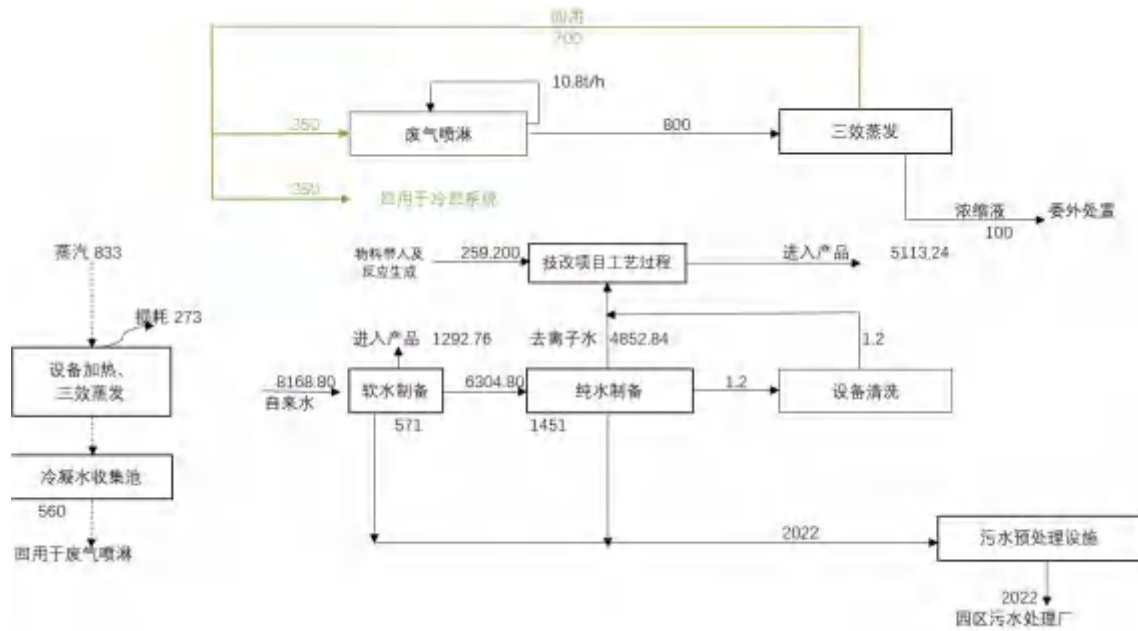 回用
700
10.8t/h
350
废气喷淋
800
三效蒸发
350
回用于冷却系统
浓缩液
委外处置
100
蒸汽 833
物料带人及
反应生成
259.200
技改项目工艺过程
进入产品
5113,24
损耗 273
进入产品 1292.76
去离子水 4852.84
1.2
设备加热、
三效蒸发
8168.80
自来水
软水制备
6304.80
纯水制备
1.2
设备清洗
571
1451
冷凝水收集池
560
回用于废气喷淋
2022
污水预处理设施
2022
园区污水处理厂